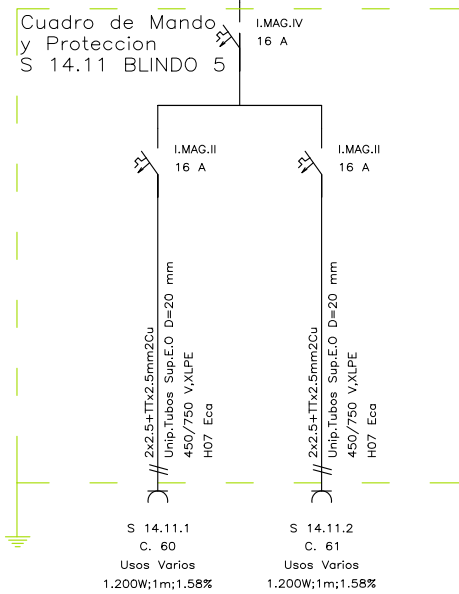 Cuadro de Mando
y Proteccion
S 14.11 BLINDO 5
I.MAG.IV
16 A
I.MAG.II
16 A
I.MAG.II
16 A
2x2.5+TTx2.5mm2Cu
Unip.Tubos Sup.E.O D=20 mm
450/750 V,XLPE
H07 Eca
2x2.5+TTx2.5mm2Cu
Unip.Tubos Sup.E.O D=20 mm
450/750 V,XLPE
H07 Eca
S 14.11.1
C. 60
Usos Varios
1.200W;1m;1.58%
S 14.11.2
C. 61
Usos Varios
1.200W;1m;1.58%